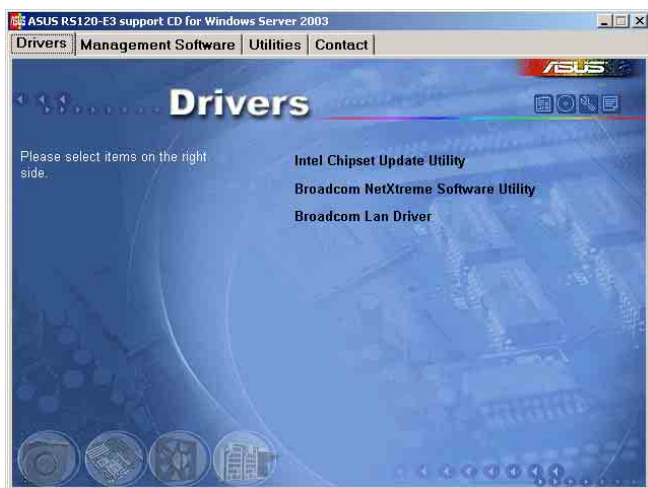 ASUS RS120-E3 support CD for Windows Server 2003
Drivers Management Software Utilities Contact
ASUS
Drivers
Please select items on the right
side.
Intel Chipset Update Utility
Broadcom NetXtreme Software Utility
Broadcom Lan Driver